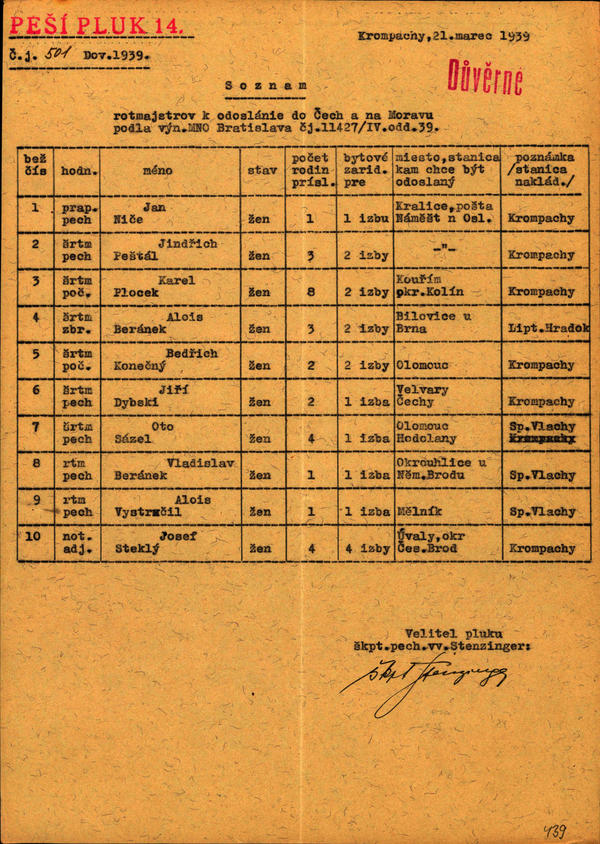 PEŠÍ PLUK 14.
Krompachy,21.marec 1939
Č.j. 501 Dov.1939.
Důvěrné
Soznam
rotmajstrov k odoslánie do Čech a na Moravu
podla výn.MNO Bratislava čj.11427/IV.odd.39.
bež čís | hodn. | méno | stav | počet rodin prísl. | bytové zarid. pre | miesto,stanica kam chce být odoslaný | poznámka /stanica naklád./
1 | prap. pech | Jan Niče | žen | 1 | 1 izbu | Kralice,pošta Náměšt n Osl. | Krompachy
2 | šrtm pech | Jindřich Peštál | žen | 3 | 2 izby | -"- | Krompachy
3 | šrtm poč. | Karel Plocek | žen | 8 | 2 izby | Kouřím okr.Kolín | Krompachy
4 | šrtm zbr. | Alois Beránek | žen | 3 | 2 izby | Bilovice u Brna | Lipt.Hradok
5 | šrtm poč. | Bedřich Konečný | žen | 2 | 2 izby | Olomouc | Krompachy
6 | šrtm pech | Jiří Dybski | žen | 2 | 1 izba | Velvary Čechy | Krompachy
7 | šrtm pech | Oto Sázel | žen | 4 | 1 izba | Olomouc Hodolany | Sp.Vlachy Krompachy
8 | rtm pech | Vladislav Beránek | žen | 1 | 1 izba | Okrouhlice u Něm.Brodu | Sp.Vlachy
9 | rtm pech | Alois Vystrčil | žen | 1 | 1 izba | Mělník | Sp.Vlachy
10 | not. adj. | Josef Steklý | žen | 4 | 4 izby | Úvaly,okr Čes.Brod | Krompachy
Velitel pluku
škpt.pech.vv.Stenzinger:
škpt Stenzinger
439